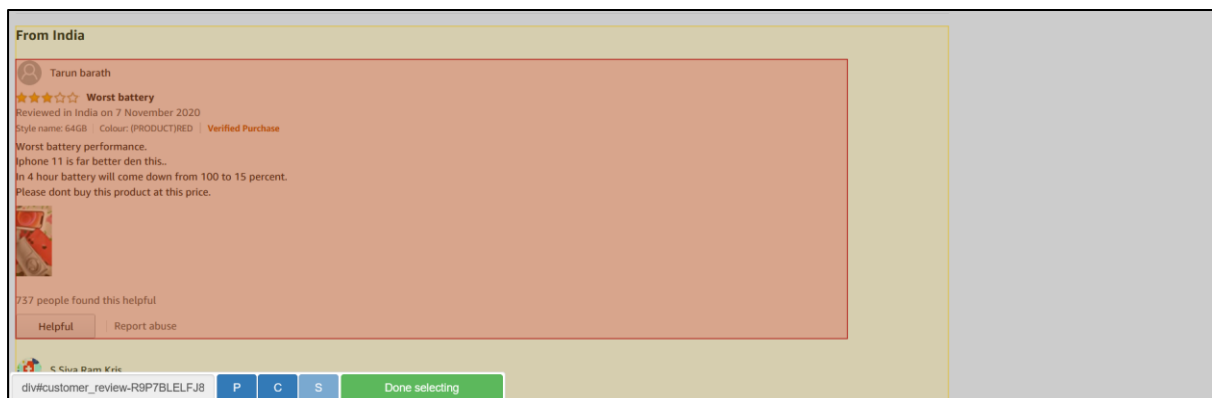 From India
Tarun barath
Worst battery
Reviewed in India on 7 November 2020
Style name: 64GB | Colour: (PRODUCT)RED | Verified Purchase
Worst battery performance.
Iphone 11 is far better den this..
In 4 hour battery will come down from 100 to 15 percent.
Please dont buy this product at this price.
737 people found this helpful
Helpful | Report abuse
S Siva Ram Kris
div#customer_review-R9P7BLELFJ8 P C S Done selecting